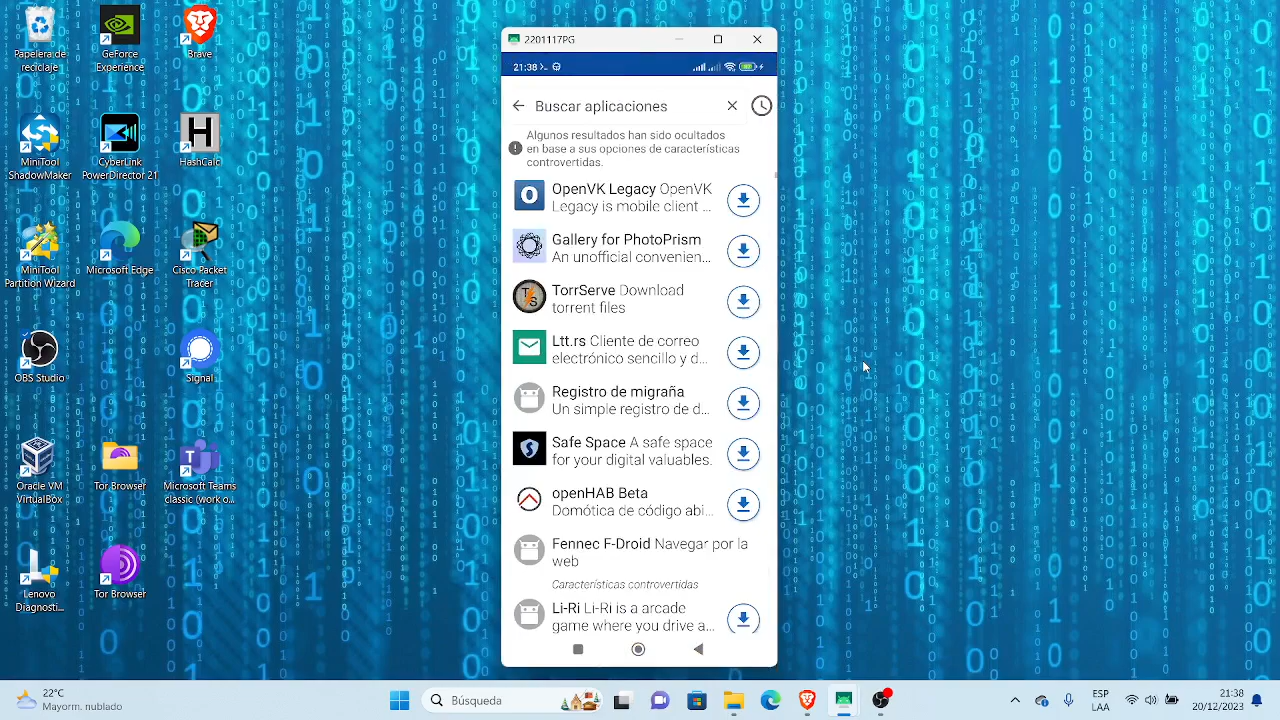 Papelera de
reciclaje
GeForce
Experience
Brave
MiniTool
ShadowMaker
CyberLink
PowerDirector 21
HashCalc
MiniTool
Partition Wizard
Microsoft Edge
Cisco Packet
Tracer
OBS Studio
Signal
Oracle VM
VirtualBox
Tor Browser
Microsoft Teams
classic (work o...
Lenovo
Diagnosti...
Tor Browser
2201117PG
21:38
Buscar aplicaciones
Algunos resultados han sido ocultados
en base a sus opciones de característicass
controvertidas.
OpenVK Legacy OpenVK
Legacy is mobile client ...
Gallery for PhotoPrism
An unofficial convenien...
TorrServe Download
torrent files
Ltt.rs Cliente de correo
electrónico sencillo y d...
Registro de migraña
Un simple registro de d...
Safe Space A safe space
for your digital valuables.
openHAB Beta
Domótica de código abi...
Fennec F-Droid Navegar por la
web
Características controvertidas
Li-Ri Li-Ri is a arcade
game where you drive a...
22°C
Mayorm. nublado
Búsqueda
ESP
LAA
21:38
20/12/2023